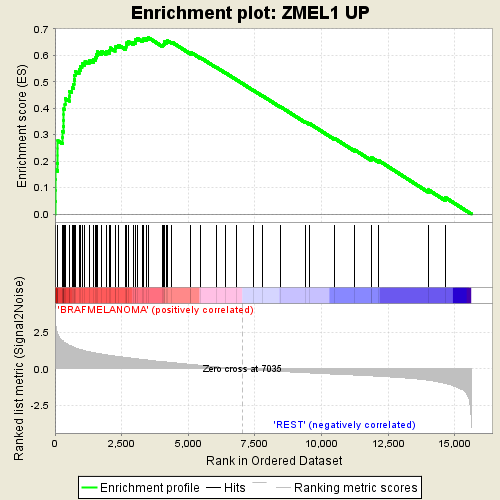 Enrichment plot: ZMEL1 UP
Enrichment score (ES)
0.7
0.6
0.5
0.4
0.3
0.2
0.1
0.0
'BRAFMELANOMA' (positively correlated)
Ranked list metric (Signal2Noise)
2.5
0.0
-2.5
Zero cross at 7035
'REST' (negatively correlated)
0 2,500 5,000 7,500 10,000 12,500 15,000
Rank in Ordered Dataset
Enrichment profile Hits Ranking metric scores